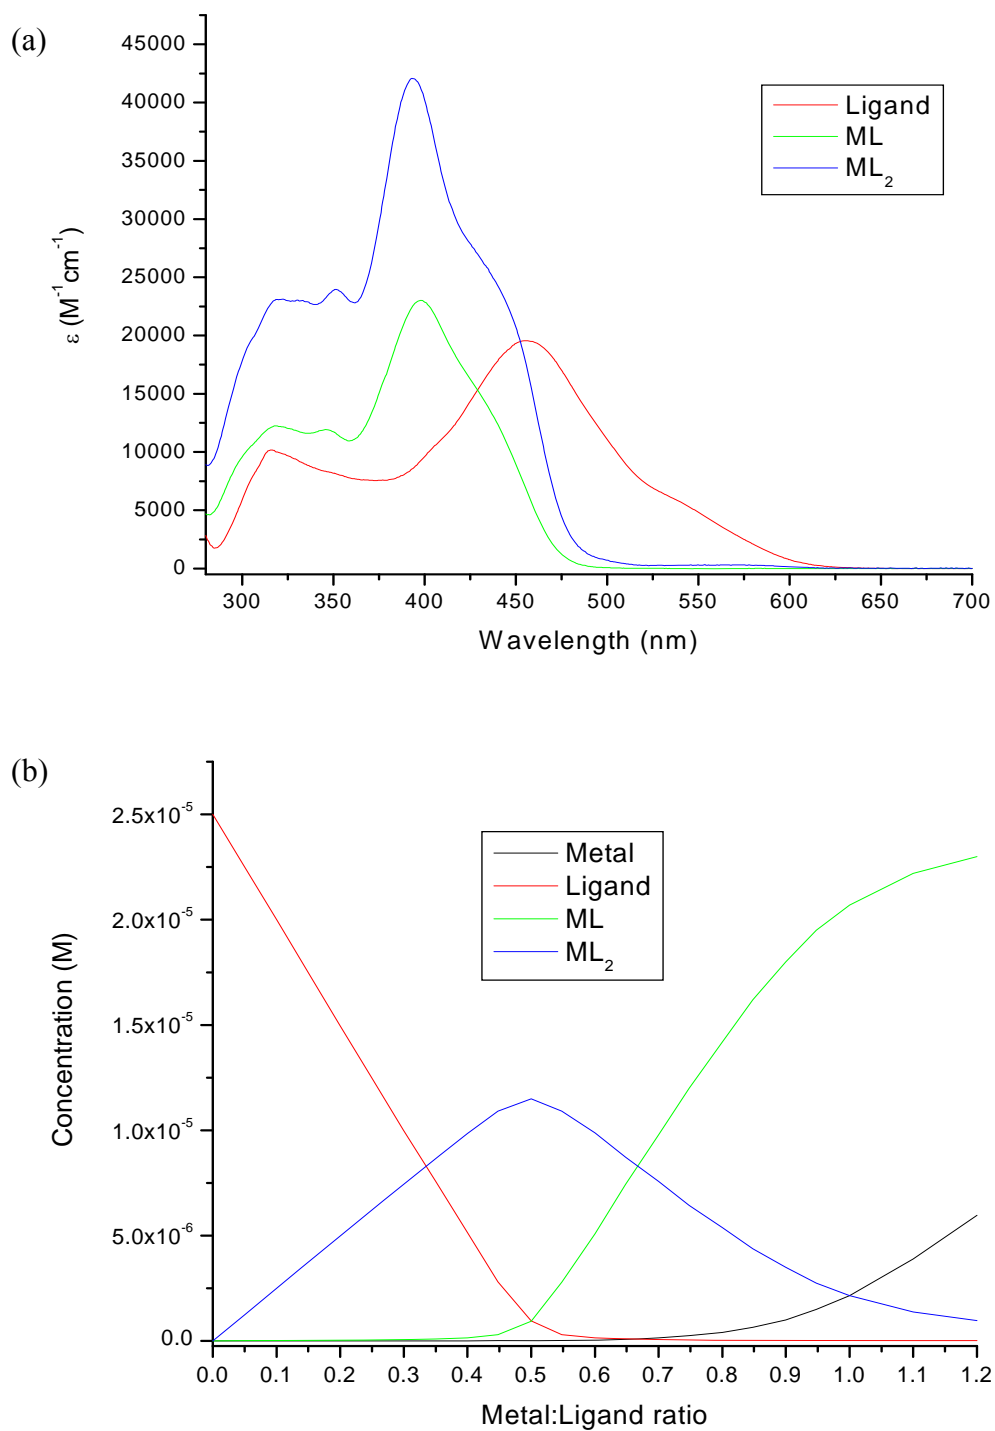 (a)
45000
40000
35000
30000
25000
20000
15000
10000
5000
0
ε (M⁻¹cm⁻¹)
Ligand
ML
ML₂
300 350 400 450 500 550 600 650 700
Wavelength (nm)
(b)
2.5x10⁻⁵
2.0x10⁻⁵
1.5x10⁻⁵
1.0x10⁻⁵
5.0x10⁻⁶
0.0
Concentration (M)
Metal
Ligand
ML
ML₂
0.0 0.1 0.2 0.3 0.4 0.5 0.6 0.7 0.8 0.9 1.0 1.1 1.2
Metal:Ligand ratio